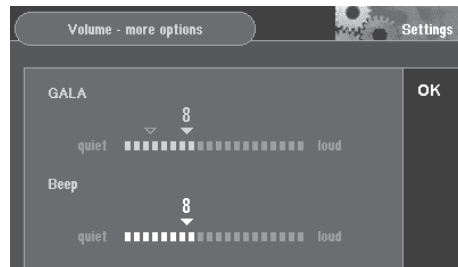 Volume - more options
Settings
GALA
OK
8
quiet loud
Beep
8
quiet loud